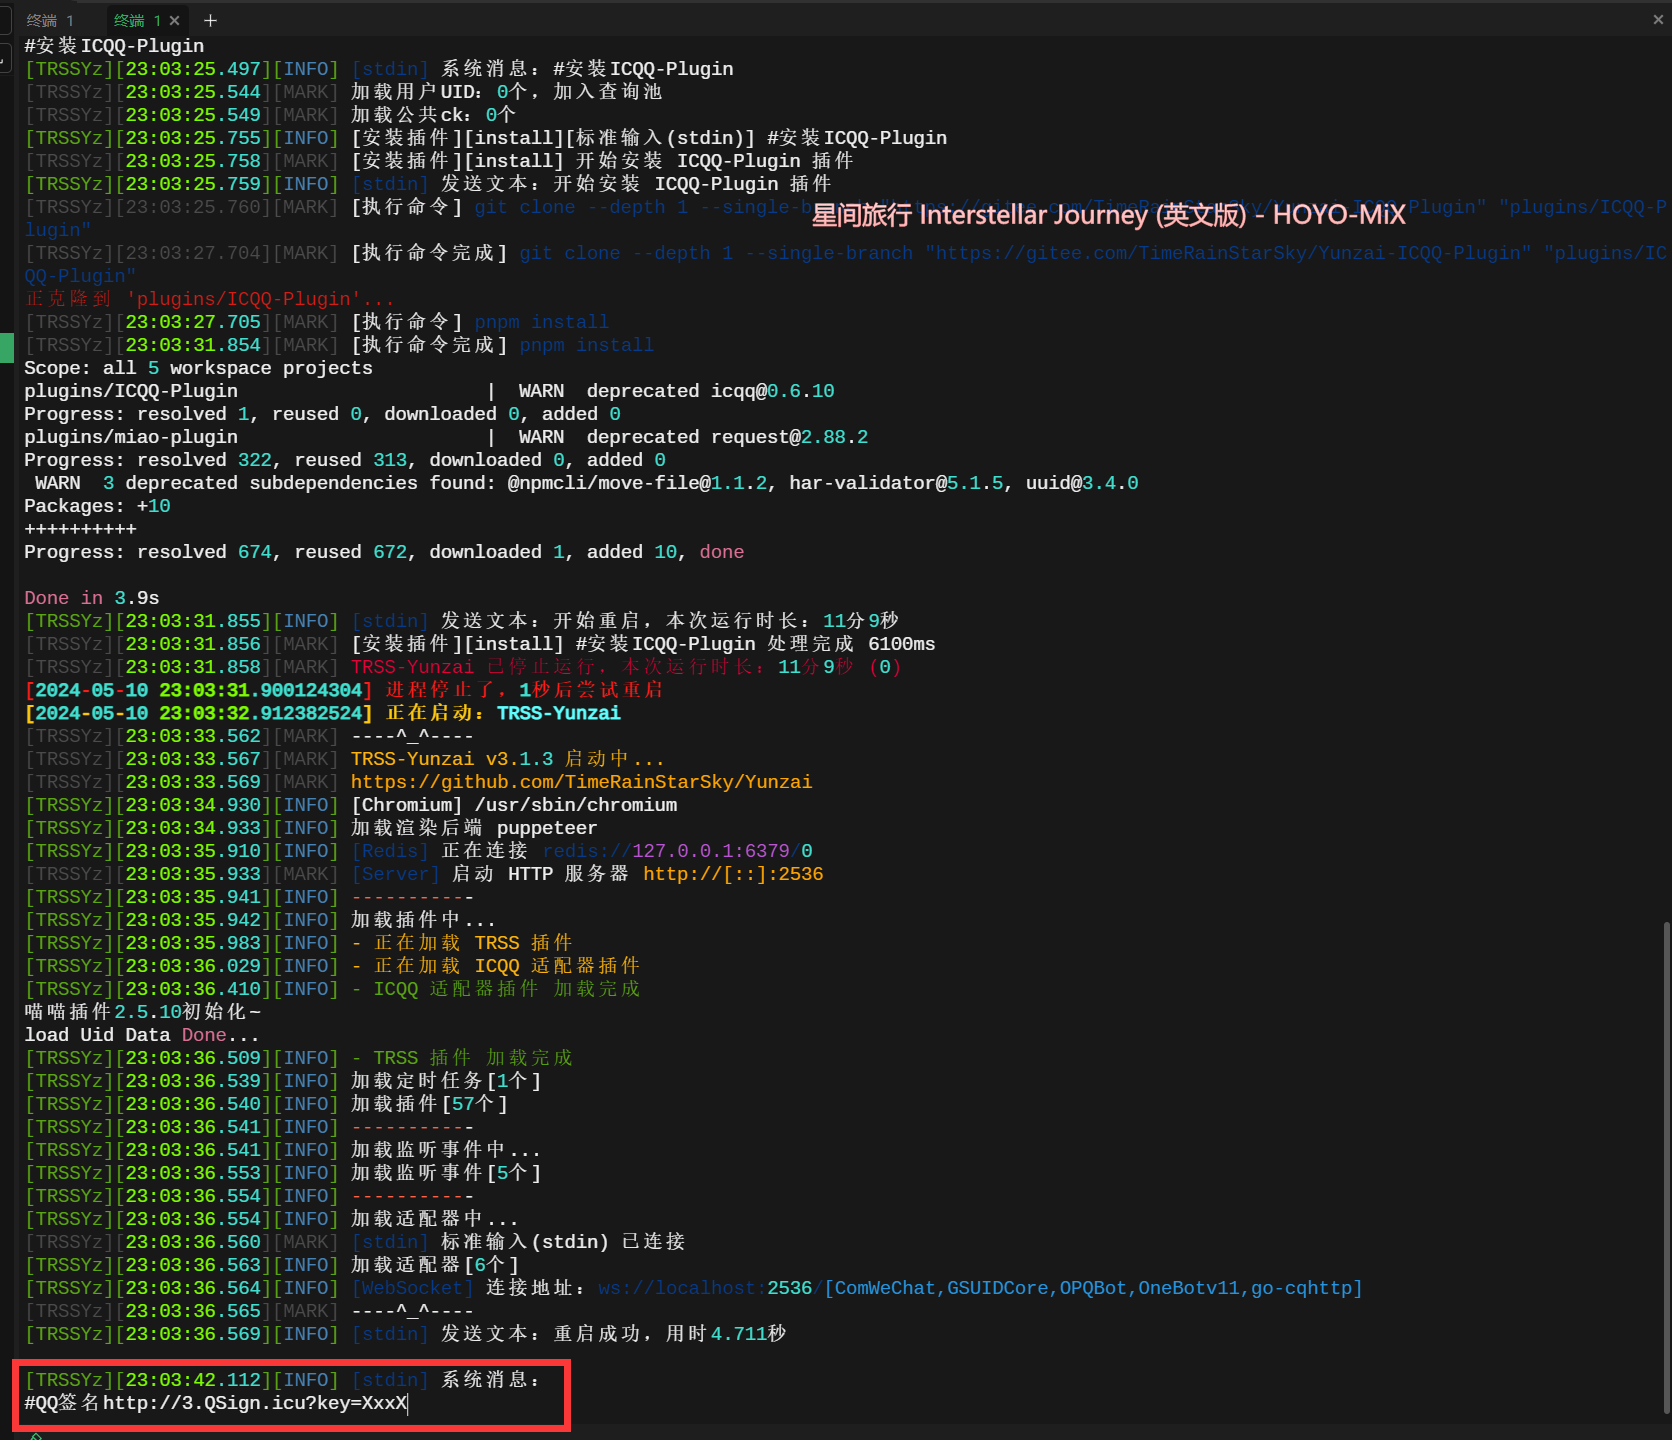 终端 1 终端 1 × + ×
#安装ICQQ-Plugin
[TRSSYz][23:03:25.497][INFO] [stdin] 系统消息：#安装ICQQ-Plugin
[TRSSYz][23:03:25.544][MARK] 加载用户UID：0个，加入查询池
[TRSSYz][23:03:25.549][MARK] 加载公共ck：0个
[TRSSYz][23:03:25.755][INFO] [安装插件][install][标准输入(stdin)] #安装ICQQ-Plugin
[TRSSYz][23:03:25.758][MARK] [安装插件][install] 开始安装 ICQQ-Plugin 插件
[TRSSYz][23:03:25.759][INFO] [stdin] 发送文本：开始安装 ICQQ-Plugin 插件
[TRSSYz][23:03:25.760][MARK] [执行命令] git clone --depth 1 --single-branch "https://gitee.com/TimeRainStarSky/Yunzai-ICQQ-Plugin" "plugins/ICQQ-P
星间旅行 Interstellar Journey (英文版) - HOYO-MiX
lugin"
[TRSSYz][23:03:27.704][MARK] [执行命令完成] git clone --depth 1 --single-branch "https://gitee.com/TimeRainStarSky/Yunzai-ICQQ-Plugin" "plugins/IC
QQ-Plugin"
正克隆到 'plugins/ICQQ-Plugin'...
[TRSSYz][23:03:27.705][MARK] [执行命令] pnpm install
[TRSSYz][23:03:31.854][MARK] [执行命令完成] pnpm install
Scope: all 5 workspace projects
plugins/ICQQ-Plugin | WARN deprecated icqq@0.6.10
Progress: resolved 1, reused 0, downloaded 0, added 0
plugins/miao-plugin | WARN deprecated request@2.88.2
Progress: resolved 322, reused 313, downloaded 0, added 0
WARN 3 deprecated subdependencies found: @npmcli/move-file@1.1.2, har-validator@5.1.5, uuid@3.4.0
Packages: +10
++++++++++
Progress: resolved 674, reused 672, downloaded 1, added 10, done
Done in 3.9s
[TRSSYz][23:03:31.855][INFO] [stdin] 发送文本：开始重启，本次运行时长：11分9秒
[TRSSYz][23:03:31.856][MARK] [安装插件][install] #安装ICQQ-Plugin 处理完成 6100ms
[TRSSYz][23:03:31.858][MARK] TRSS-Yunzai 已停止运行，本次运行时长：11分9秒 (0)
[2024-05-10 23:03:31.900124304] 进程停止了，1秒后尝试重启
[2024-05-10 23:03:32.912382524] 正在启动：TRSS-Yunzai
[TRSSYz][23:03:33.562][MARK] ----^_^----
[TRSSYz][23:03:33.567][MARK] TRSS-Yunzai v3.1.3 启动中...
[TRSSYz][23:03:33.569][MARK] https://github.com/TimeRainStarSky/Yunzai
[TRSSYz][23:03:34.930][INFO] [Chromium] /usr/sbin/chromium
[TRSSYz][23:03:34.933][INFO] 加载渲染后端 puppeteer
[TRSSYz][23:03:35.910][INFO] [Redis] 正在连接 redis://127.0.0.1:6379/0
[TRSSYz][23:03:35.933][MARK] [Server] 启动 HTTP 服务器 http://[::]:2536
[TRSSYz][23:03:35.941][INFO] -----------
[TRSSYz][23:03:35.942][INFO] 加载插件中...
[TRSSYz][23:03:35.983][INFO] - 正在加载 TRSS 插件
[TRSSYz][23:03:36.029][INFO] - 正在加载 ICQQ 适配器插件
[TRSSYz][23:03:36.410][INFO] - ICQQ 适配器插件 加载完成
喵喵插件2.5.10初始化~
load Uid Data Done...
[TRSSYz][23:03:36.509][INFO] - TRSS 插件 加载完成
[TRSSYz][23:03:36.539][INFO] 加载定时任务[1个]
[TRSSYz][23:03:36.540][INFO] 加载插件[57个]
[TRSSYz][23:03:36.541][INFO] -----------
[TRSSYz][23:03:36.541][INFO] 加载监听事件中...
[TRSSYz][23:03:36.553][INFO] 加载监听事件[5个]
[TRSSYz][23:03:36.554][INFO] -----------
[TRSSYz][23:03:36.554][INFO] 加载适配器中...
[TRSSYz][23:03:36.560][MARK] [stdin] 标准输入(stdin) 已连接
[TRSSYz][23:03:36.563][INFO] 加载适配器[6个]
[TRSSYz][23:03:36.564][INFO] [WebSocket] 连接地址：ws://localhost:2536/[ComWeChat,GSUIDCore,OPQBot,OneBotv11,go-cqhttp]
[TRSSYz][23:03:36.565][MARK] ----^_^----
[TRSSYz][23:03:36.569][INFO] [stdin] 发送文本：重启成功，用时4.711秒
[TRSSYz][23:03:42.112][INFO] [stdin] 系统消息：
#QQ签名http://3.QSign.icu?key=XxxX